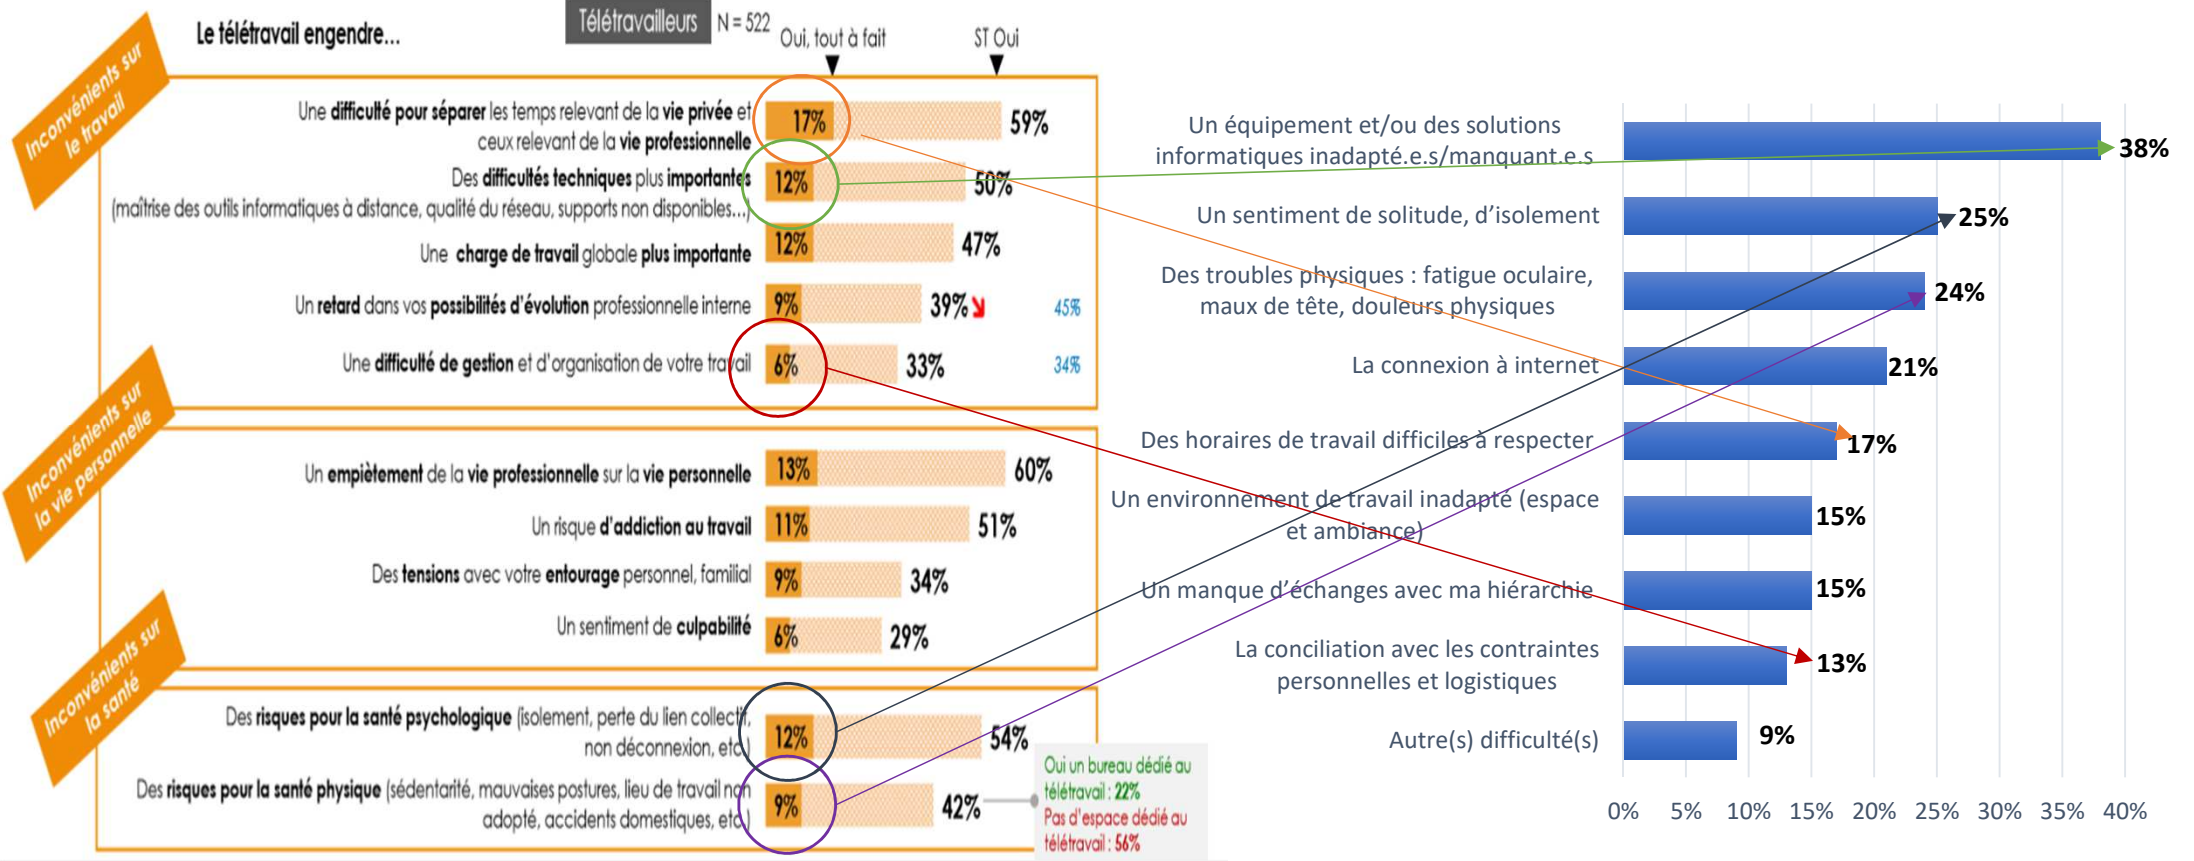 Le télétravail engendre...
Télétravailleurs
N = 522
Oui, tout à fait
ST Oui
Inconvénients sur
le travail
Une difficulté pour séparer les temps relevant de la vie privée et
ceux relevant de la vie professionnelle
17%
59%
Des difficultés techniques plus importantes
(maîtrise des outils informatiques à distance, qualité du réseau, supports non disponibles...)
12%
50%
Une charge de travail globale plus importante
12%
47%
Un retard dans vos possibilités d'évolution professionnelle interne
9%
39%
45%
Une difficulté de gestion et d'organisation de votre travail
6%
33%
34%
Inconvénients sur
la vie personnelle
Un empiètement de la vie professionnelle sur la vie personnelle
13%
60%
Un risque d'addiction au travail
11%
51%
Des tensions avec votre entourage personnel, familial
9%
34%
Un sentiment de culpabilité
6%
29%
Inconvénients sur
la santé
Des risques pour la santé psychologique (isolement, perte du lien collectif,
non déconnexion, etc.)
12%
54%
Des risques pour la santé physique (sédentarité, mauvaises postures, lieu de travail non
adopté, accidents domestiques, etc.)
9%
42%
Oui un bureau dédié au
télétravail : 22%
Pas d'espace dédié au
télétravail : 56%
Un équipement et/ou des solutions
informatiques inadapté.e.s/manquant.e.s
38%
Un sentiment de solitude, d'isolement
25%
Des troubles physiques : fatigue oculaire,
maux de tête, douleurs physiques
24%
La connexion à internet
21%
Des horaires de travail difficiles à respecter
17%
Un environnement de travail inadapté (espace
et ambiance)
15%
Un manque d'échanges avec ma hiérarchie
15%
La conciliation avec les contraintes
personnelles et logistiques
13%
Autre(s) difficulté(s)
9%
0% 5% 10% 15% 20% 25% 30% 35% 40%